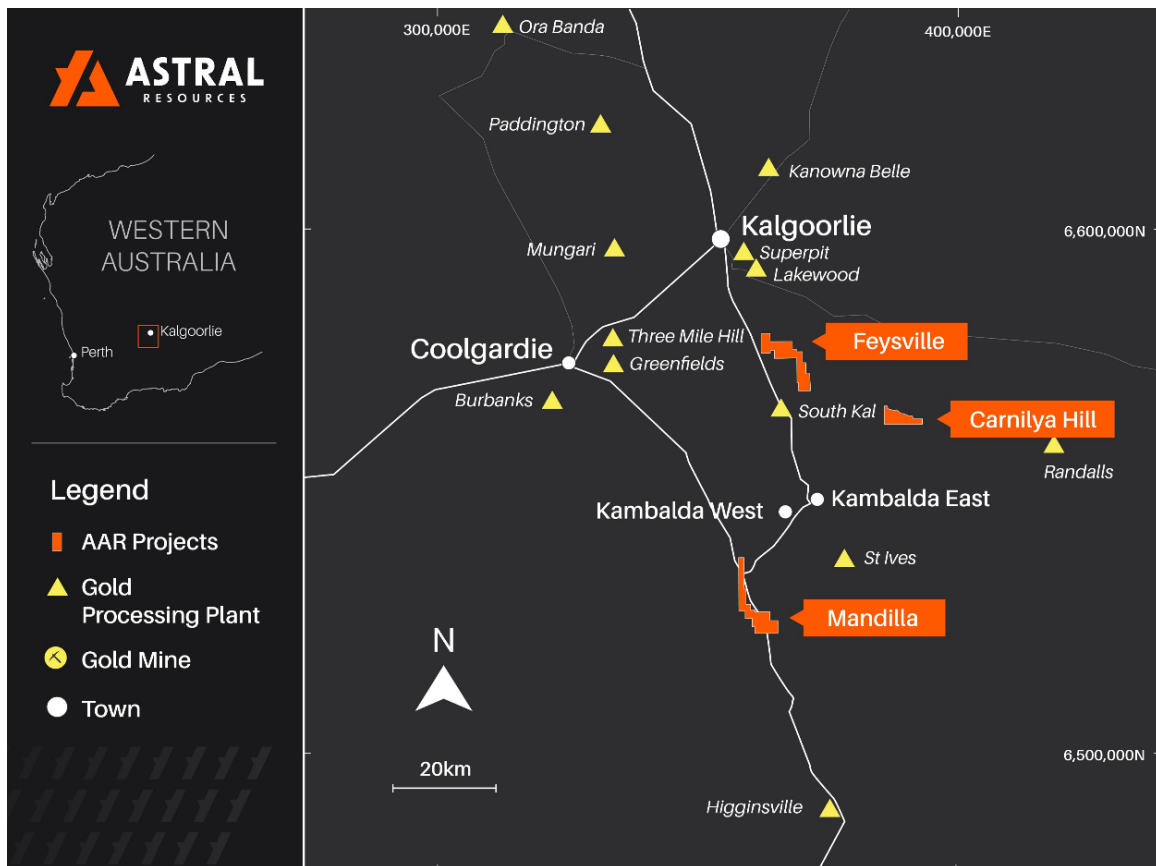 ASTRAL
RESOURCES
WESTERN
AUSTRALIA
Kalgoorlie
Perth
Legend
AAR Projects
Gold
Processing Plant
Gold Mine
Town
300,000E
400,000E
Ora Banda
Paddington
Kanowna Belle
Kalgoorlie
6,600,000N
Mungari
Superpit
Lakewood
Three Mile Hill
Feysville
Coolgardie
Greenfields
Burbanks
South Kal
Carnilya Hill
Randalls
Kambalda East
Kambalda West
St Ives
Mandilla
N
20km
6,500,000N
Higginsville